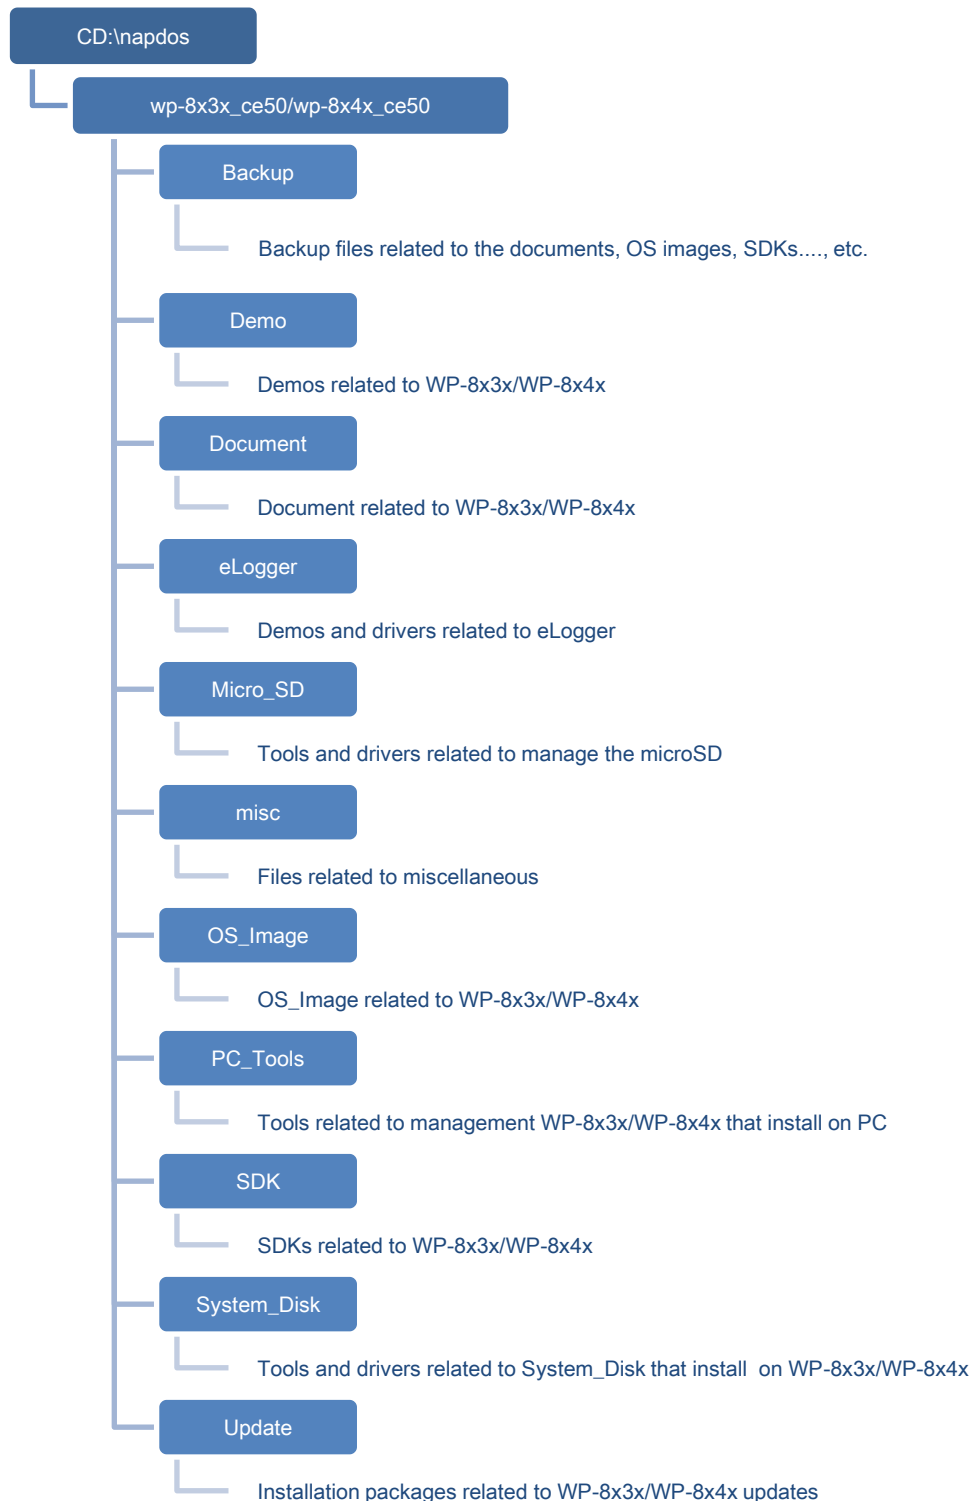 CD:\napdos
wp-8x3x_ce50/wp-8x4x_ce50
Backup
Backup files related to the documents, OS images, SDKs...., etc.
Demo
Demos related to WP-8x3x/WP-8x4x
Document
Document related to WP-8x3x/WP-8x4x
eLogger
Demos and drivers related to eLogger
Micro_SD
Tools and drivers related to manage the microSD
misc
Files related to miscellaneous
OS_Image
OS_Image related to WP-8x3x/WP-8x4x
PC_Tools
Tools related to management WP-8x3x/WP-8x4x that install on PC
SDK
SDKs related to WP-8x3x/WP-8x4x
System_Disk
Tools and drivers related to System_Disk that install  on WP-8x3x/WP-8x4x
Update
Installation packages related to WP-8x3x/WP-8x4x updates